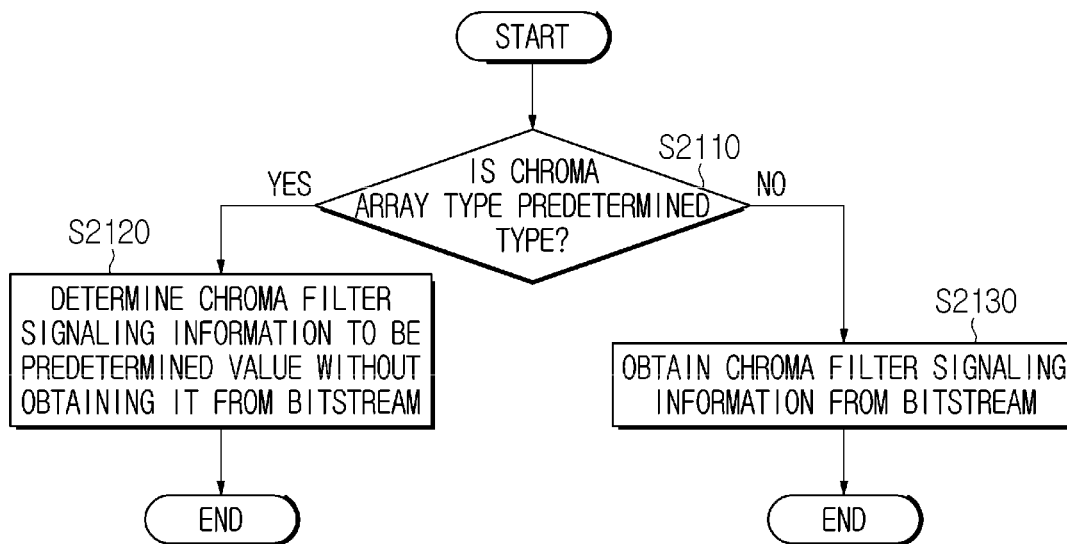 START
S2110
IS CHROMA
ARRAY TYPE PREDETERMINED
TYPE?
YES
NO
S2120
DETERMINE CHROMA FILTER
SIGNALING INFORMATION TO BE
PREDETERMINED VALUE WITHOUT
OBTAINING IT FROM BITSTREAM
S2130
OBTAIN CHROMA FILTER SIGNALING
INFORMATION FROM BITSTREAM
END
END